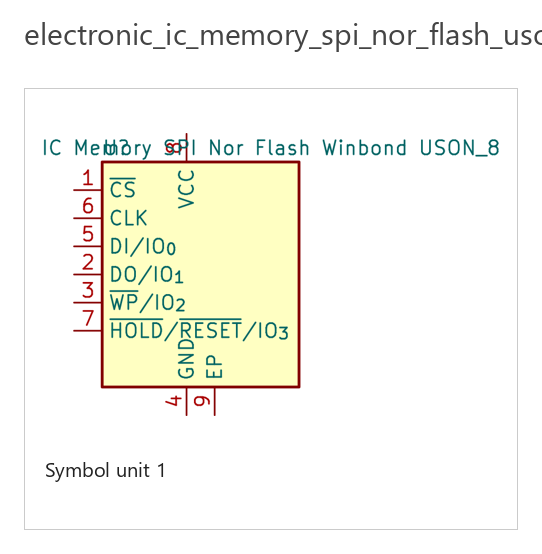 electronic_ic_memory_spi_nor_flash_uso
IC Memory SPI Nor Flash Winbond USON_8
U?
8
VCC
1 CS
6 CLK
5 DI/IO0
2 DO/IO1
3 WP/IO2
7 HOLD/RESET/IO3
GND EP
4 9
Symbol unit 1